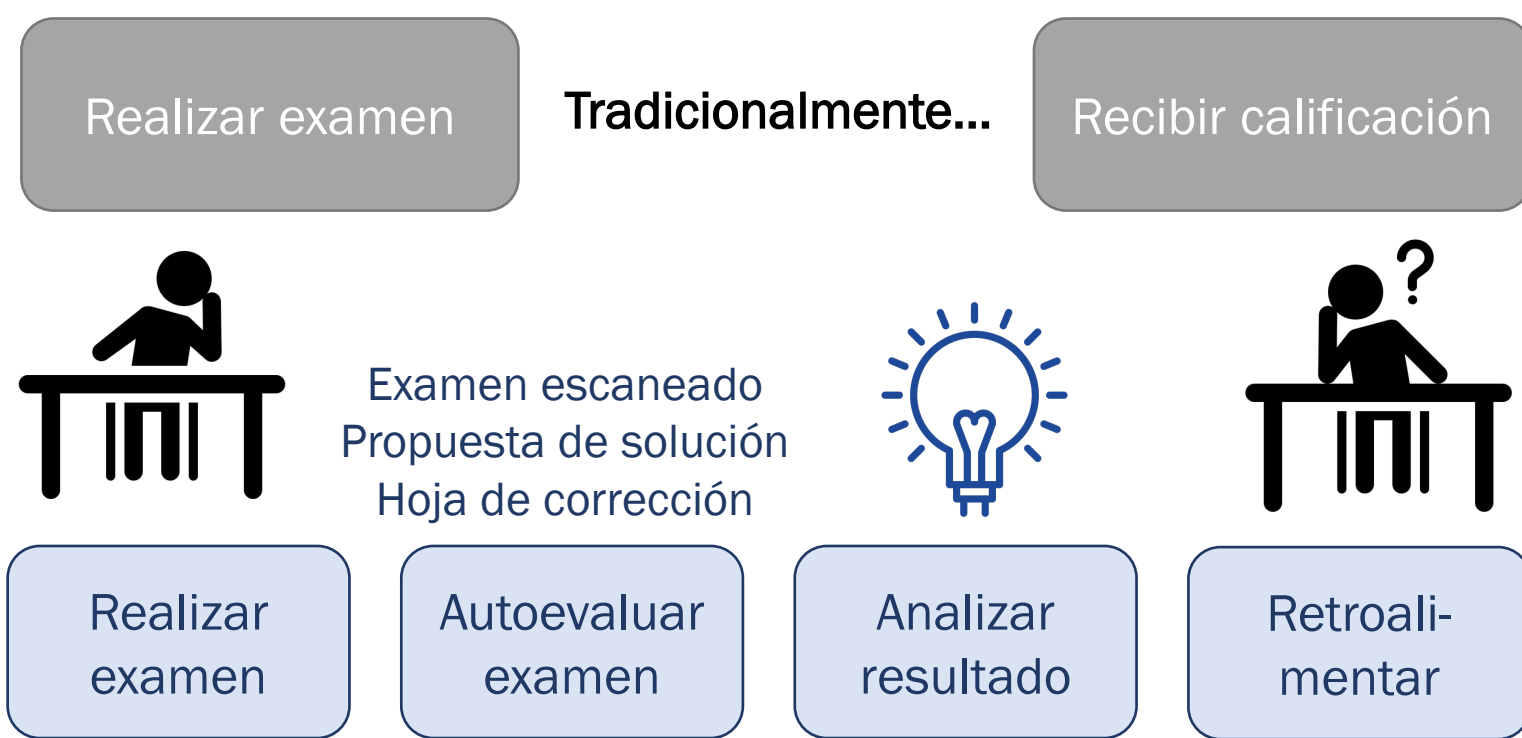 Realizar examen
Tradicionalmente...
Recibir calificación
?
Examen escaneado
Propuesta de solución
Hoja de corrección
Realizar
examen
Autoevaluar
examen
Analizar
resultado
Retroali-
mentar